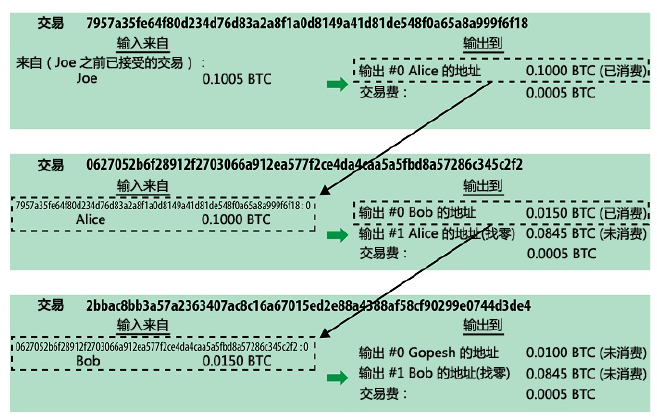 交易 7957a35fe64f80d234d76d83a2a8f1a0d8149a41d81de548f0a65a8a999f6f18
输入来自 输出到
来自（Joe 之前已接受的交易）：
Joe 0.1005 BTC
输出 #0 Alice 的地址 0.1000 BTC (已消费)
交易费： 0.0005 BTC
交易 0627052b6f28912f2703066a912ea577f2ce4da4caa5a5fbd8a57286c345c2f2
输入来自 输出到
7957a35fe64f80d234d76d83a2a8f1a0d8149a41d81de548f0a65a8a999f6f18 : 0
Alice 0.1000 BTC
输出 #0 Bob 的地址 0.0150 BTC (已消费)
输出 #1 Alice 的地址(找零) 0.0845 BTC (未消费)
交易费： 0.0005 BTC
交易 2bbac8bb3a57a2363407ac8c16a67015ed2e88a4388af58cf90299e0744d3de4
输入来自 输出到
0627052b6f28912f2703066a912ea577f2ce4da4caa5a5fbd8a57286c345c2f2 : 0
Bob 0.0150 BTC
输出 #0 Gopesh 的地址 0.0100 BTC (未消费)
输出 #1 Bob 的地址(找零) 0.0845 BTC (未消费)
交易费： 0.0005 BTC